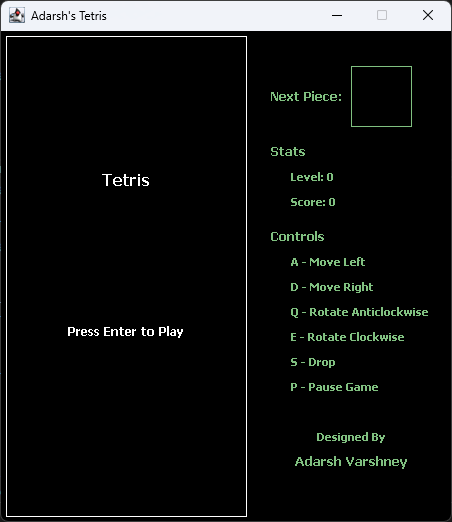 Adarsh's Tetris
Tetris
Press Enter to Play
Next Piece:
Stats
Level: 0
Score: 0
Controls
A - Move Left
D - Move Right
Q - Rotate Anticlockwise
E - Rotate Clockwise
S - Drop
P - Pause Game
Designed By
Adarsh Varshney